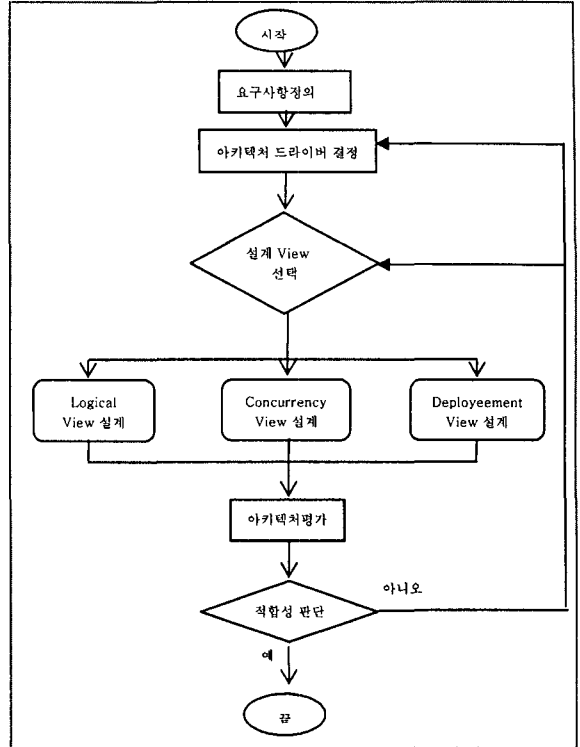 시작
요구사항정의
아키텍처 드라이버 결정
설계 View
선택
Logical
View 설계
Concurrency
View 설계
Deployeement
View 설계
아키텍처평가
적합성 판단
아니오
예
끝